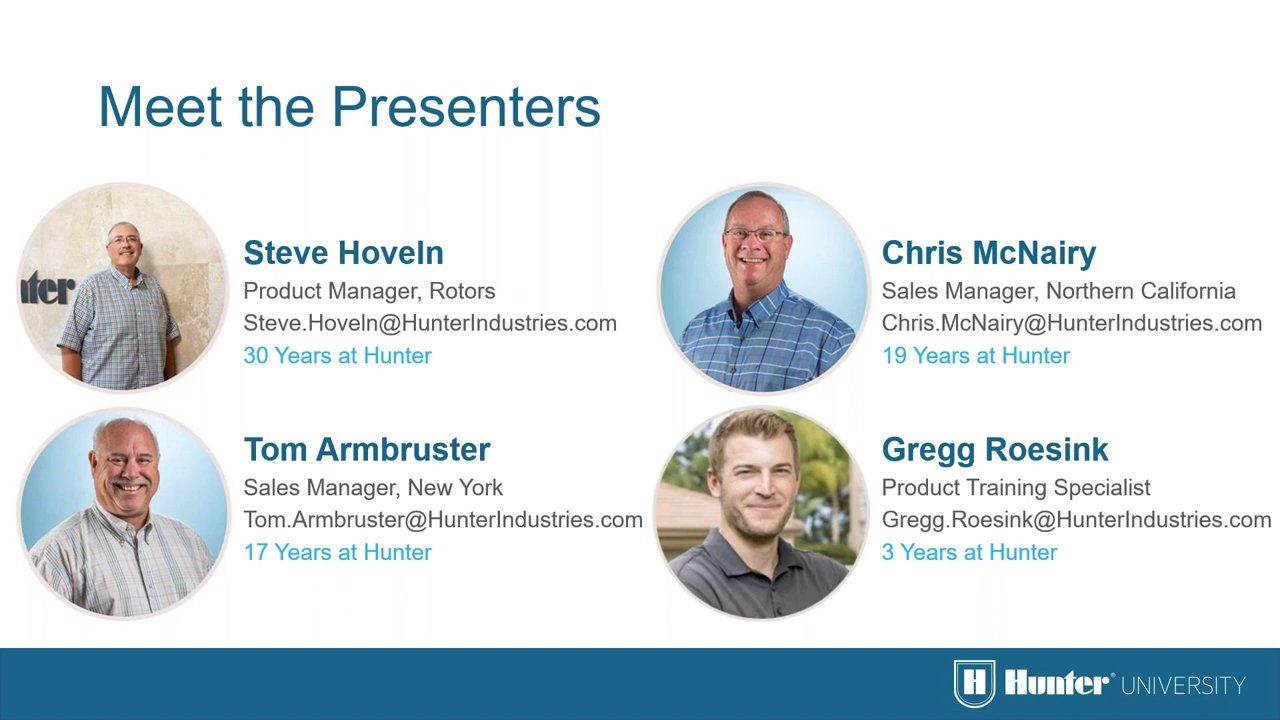 Meet the Presenters
nter
Steve Hoveln
Product Manager, Rotors
Steve.Hoveln@HunterIndustries.com
30 Years at Hunter
Chris McNairy
Sales Manager, Northern California
Chris.McNairy@HunterIndustries.com
19 Years at Hunter
Tom Armbruster
Sales Manager, New York
Tom.Armbruster@HunterIndustries.com
17 Years at Hunter
Gregg Roesink
Product Training Specialist
Gregg.Roesink@HunterIndustries.com
3 Years at Hunter
H Hunter® UNIVERSITY